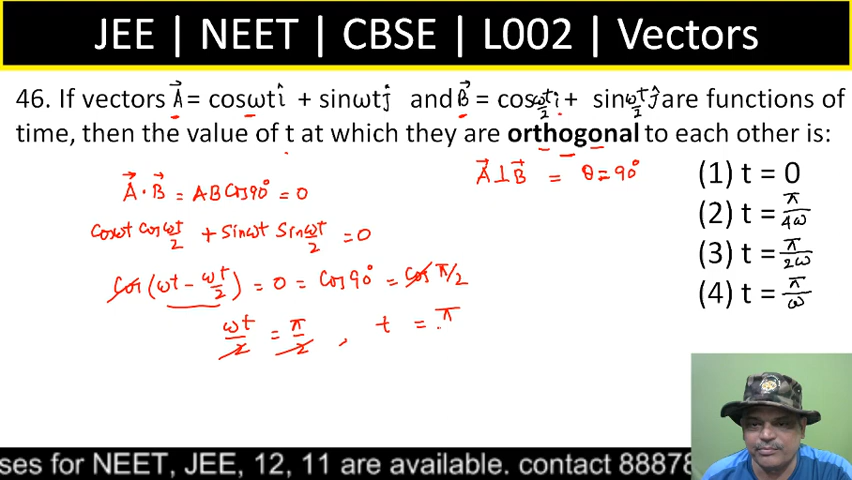 JEE | NEET | CBSE | L002 | Vectors
46. If vectors A⃗ = cosωt î + sinωt ĵ and B⃗ = cos ωt/2 î + sin ωt/2 ĵ are functions of
time, then the value of t at which they are orthogonal to each other is:
A⃗ · B⃗ = AB Cos90° = 0
A⃗ ⊥ B⃗ = θ = 90°
(1) t = 0
Cosωt Cos ωt/2 + Sinωt Sin ωt/2 = 0
(2) t = π/4ω
(3) t = π/2ω
Cos (ωt - ωt/2) = 0 = Cos 90° = Cos π/2
(4) t = π/ω
ωt/2 = π/2 , t = π
ses for NEET, JEE, 12, 11 are available. contact 88878